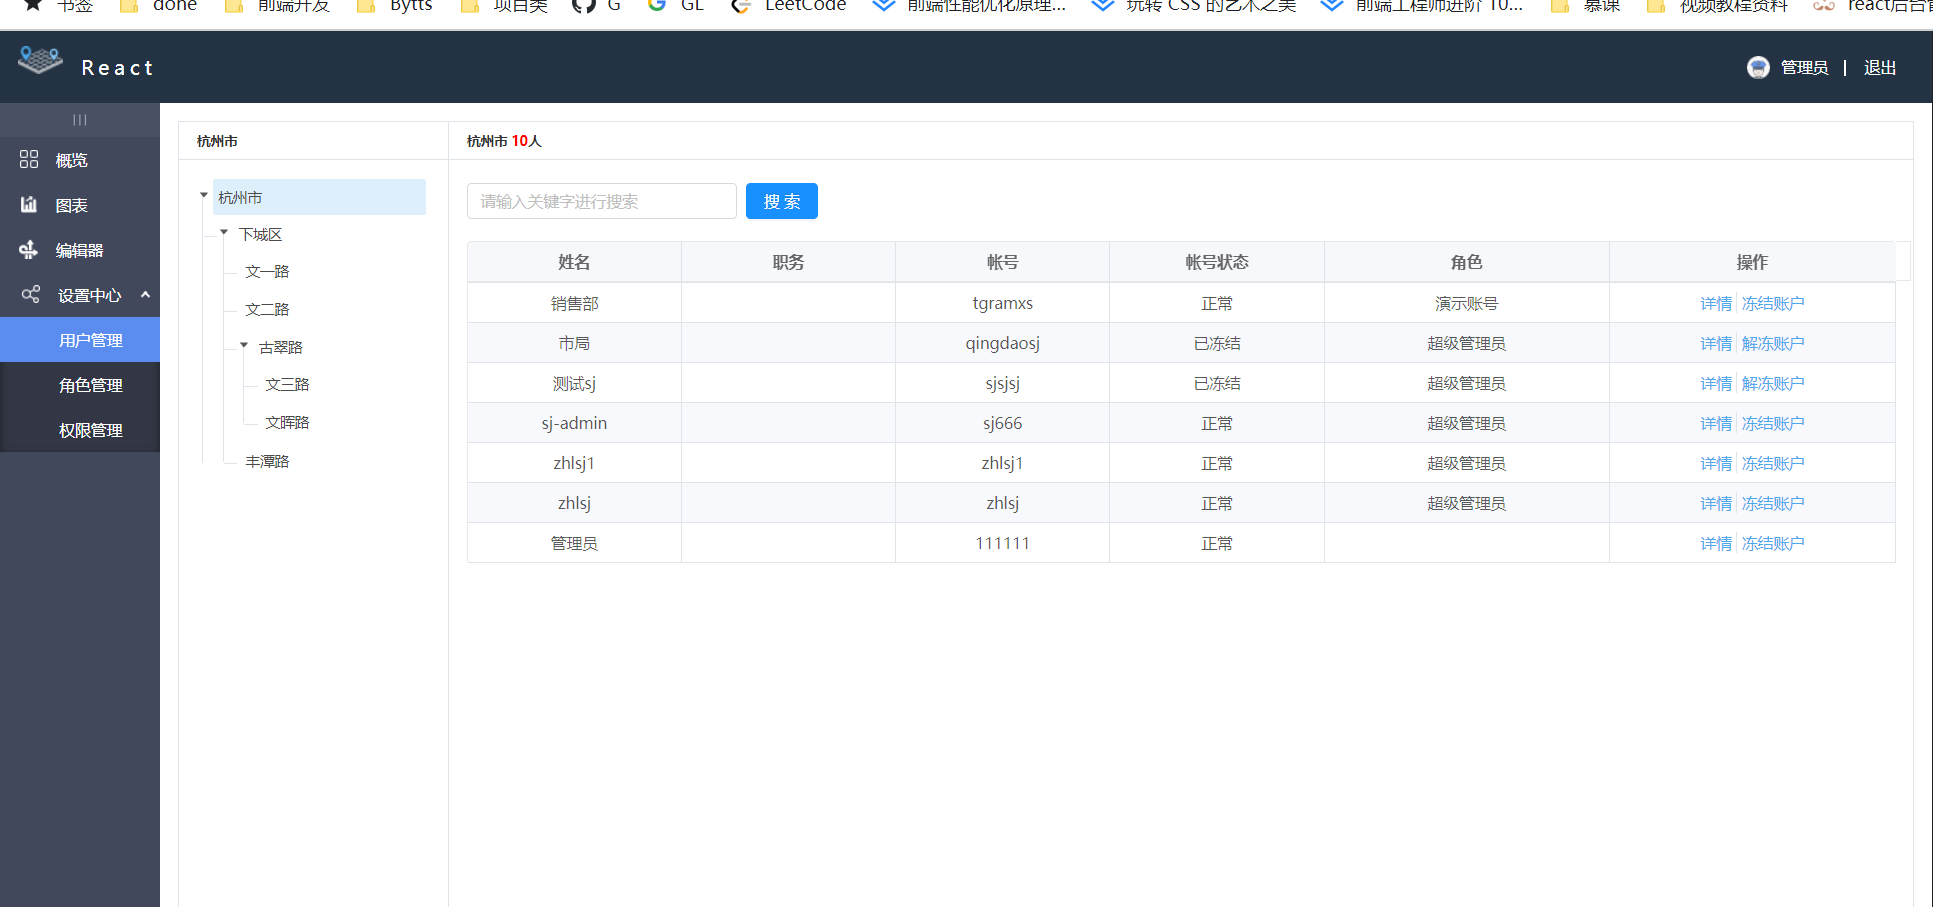 书签 done 前端开发 Bytts 项目类 G GL LeetCode 前端性能优化原理... 玩转 CSS 的艺术之美 前端工程师进阶 10... 慕课 视频教程资料 react后台管
React 管理员 | 退出
概览
图表
编辑器
设置中心
用户管理
角色管理
权限管理
杭州市
杭州市
下城区
文一路
文二路
古翠路
文三路
文晖路
丰潭路
杭州市 10人
请输入关键字进行搜索 搜 索
姓名 职务 帐号 帐号状态 角色 操作
销售部 tgramxs 正常 演示账号 详情 冻结账户
市局 qingdaosj 已冻结 超级管理员 详情 解冻账户
测试sj sjsjsj 已冻结 超级管理员 详情 解冻账户
sj-admin sj666 正常 超级管理员 详情 冻结账户
zhlsj1 zhlsj1 正常 超级管理员 详情 冻结账户
zhlsj zhlsj 正常 超级管理员 详情 冻结账户
管理员 111111 正常 详情 冻结账户